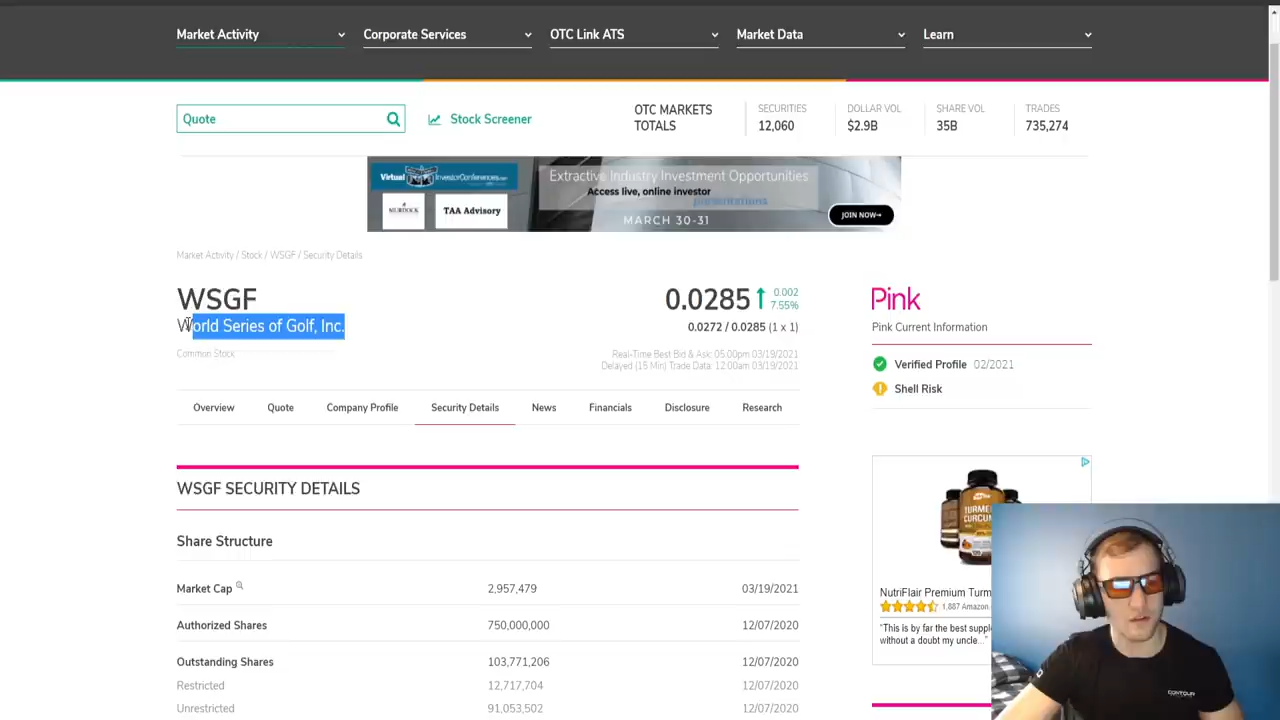 Market Activity
Corporate Services
OTC Link ATS
Market Data
Learn
Quote
Stock Screener
OTC MARKETS
TOTALS
SECURITIES
12,060
DOLLAR VOL
$2.9B
SHARE VOL
35B
TRADES
735,274
Virtual InvestorConferences.com
MURDOCK
TAA Advisory
Extractive Industry Investment Opportunities
Access live, online investor
presentations
MARCH 30-31
JOIN NOW→
Market Activity / Stock / WSGF / Security Details
WSGF
World Series of Golf, Inc.
Common Stock
0.0285
0.002
7.55%
0.0272 / 0.0285 (1 x 1)
Real-Time Best Bid & Ask: 05:00pm 03/19/2021
Delayed (15 Min) Trade Data: 12:00am 03/19/2021
Pink
Pink Current Information
Verified Profile 02/2021
Shell Risk
Overview
Quote
Company Profile
Security Details
News
Financials
Disclosure
Research
WSGF SECURITY DETAILS
Share Structure
Market Cap 2,957,479 03/19/2021
Authorized Shares 750,000,000 12/07/2020
Outstanding Shares 103,771,206 12/07/2020
Restricted 12,717,704 12/07/2020
Unrestricted 91,053,502 12/07/2020
TURME
CURCU
NutriFlair Premium Turm
1,887 Amazon
"This is by far the best suppl
without a doubt my uncle..."
CONTOUR